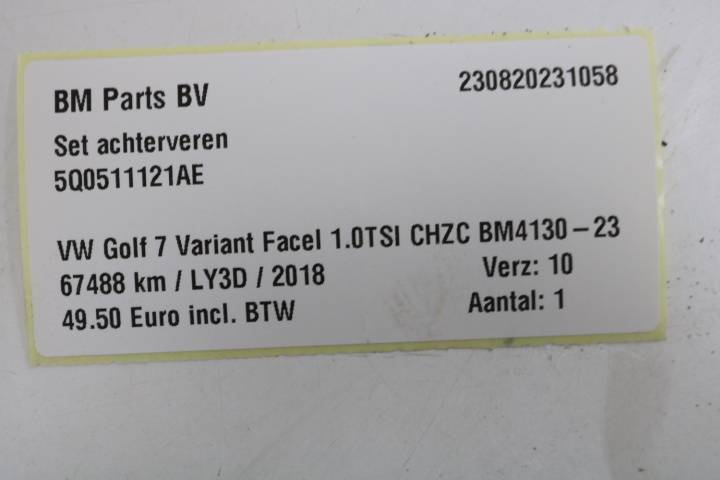 BM Parts BV 230820231058
Set achterveren
5Q0511121AE
VW Golf 7 Variant Facel 1.0TSI CHZC BM4130-23
67488 km / LY3D / 2018 Verz: 10
49.50 Euro incl. BTW Aantal: 1